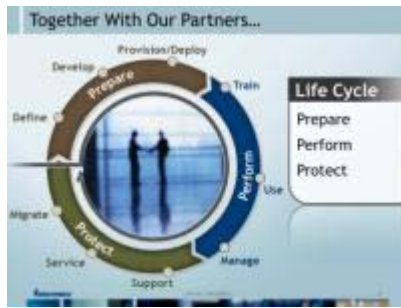 Together With Our Partners...
Provision/Deploy
Develop
Prepare
Train
Define
Life Cycle
Prepare
Perform
Protect
Perform
Use
Migrate
Protect
Service
Manage
Support